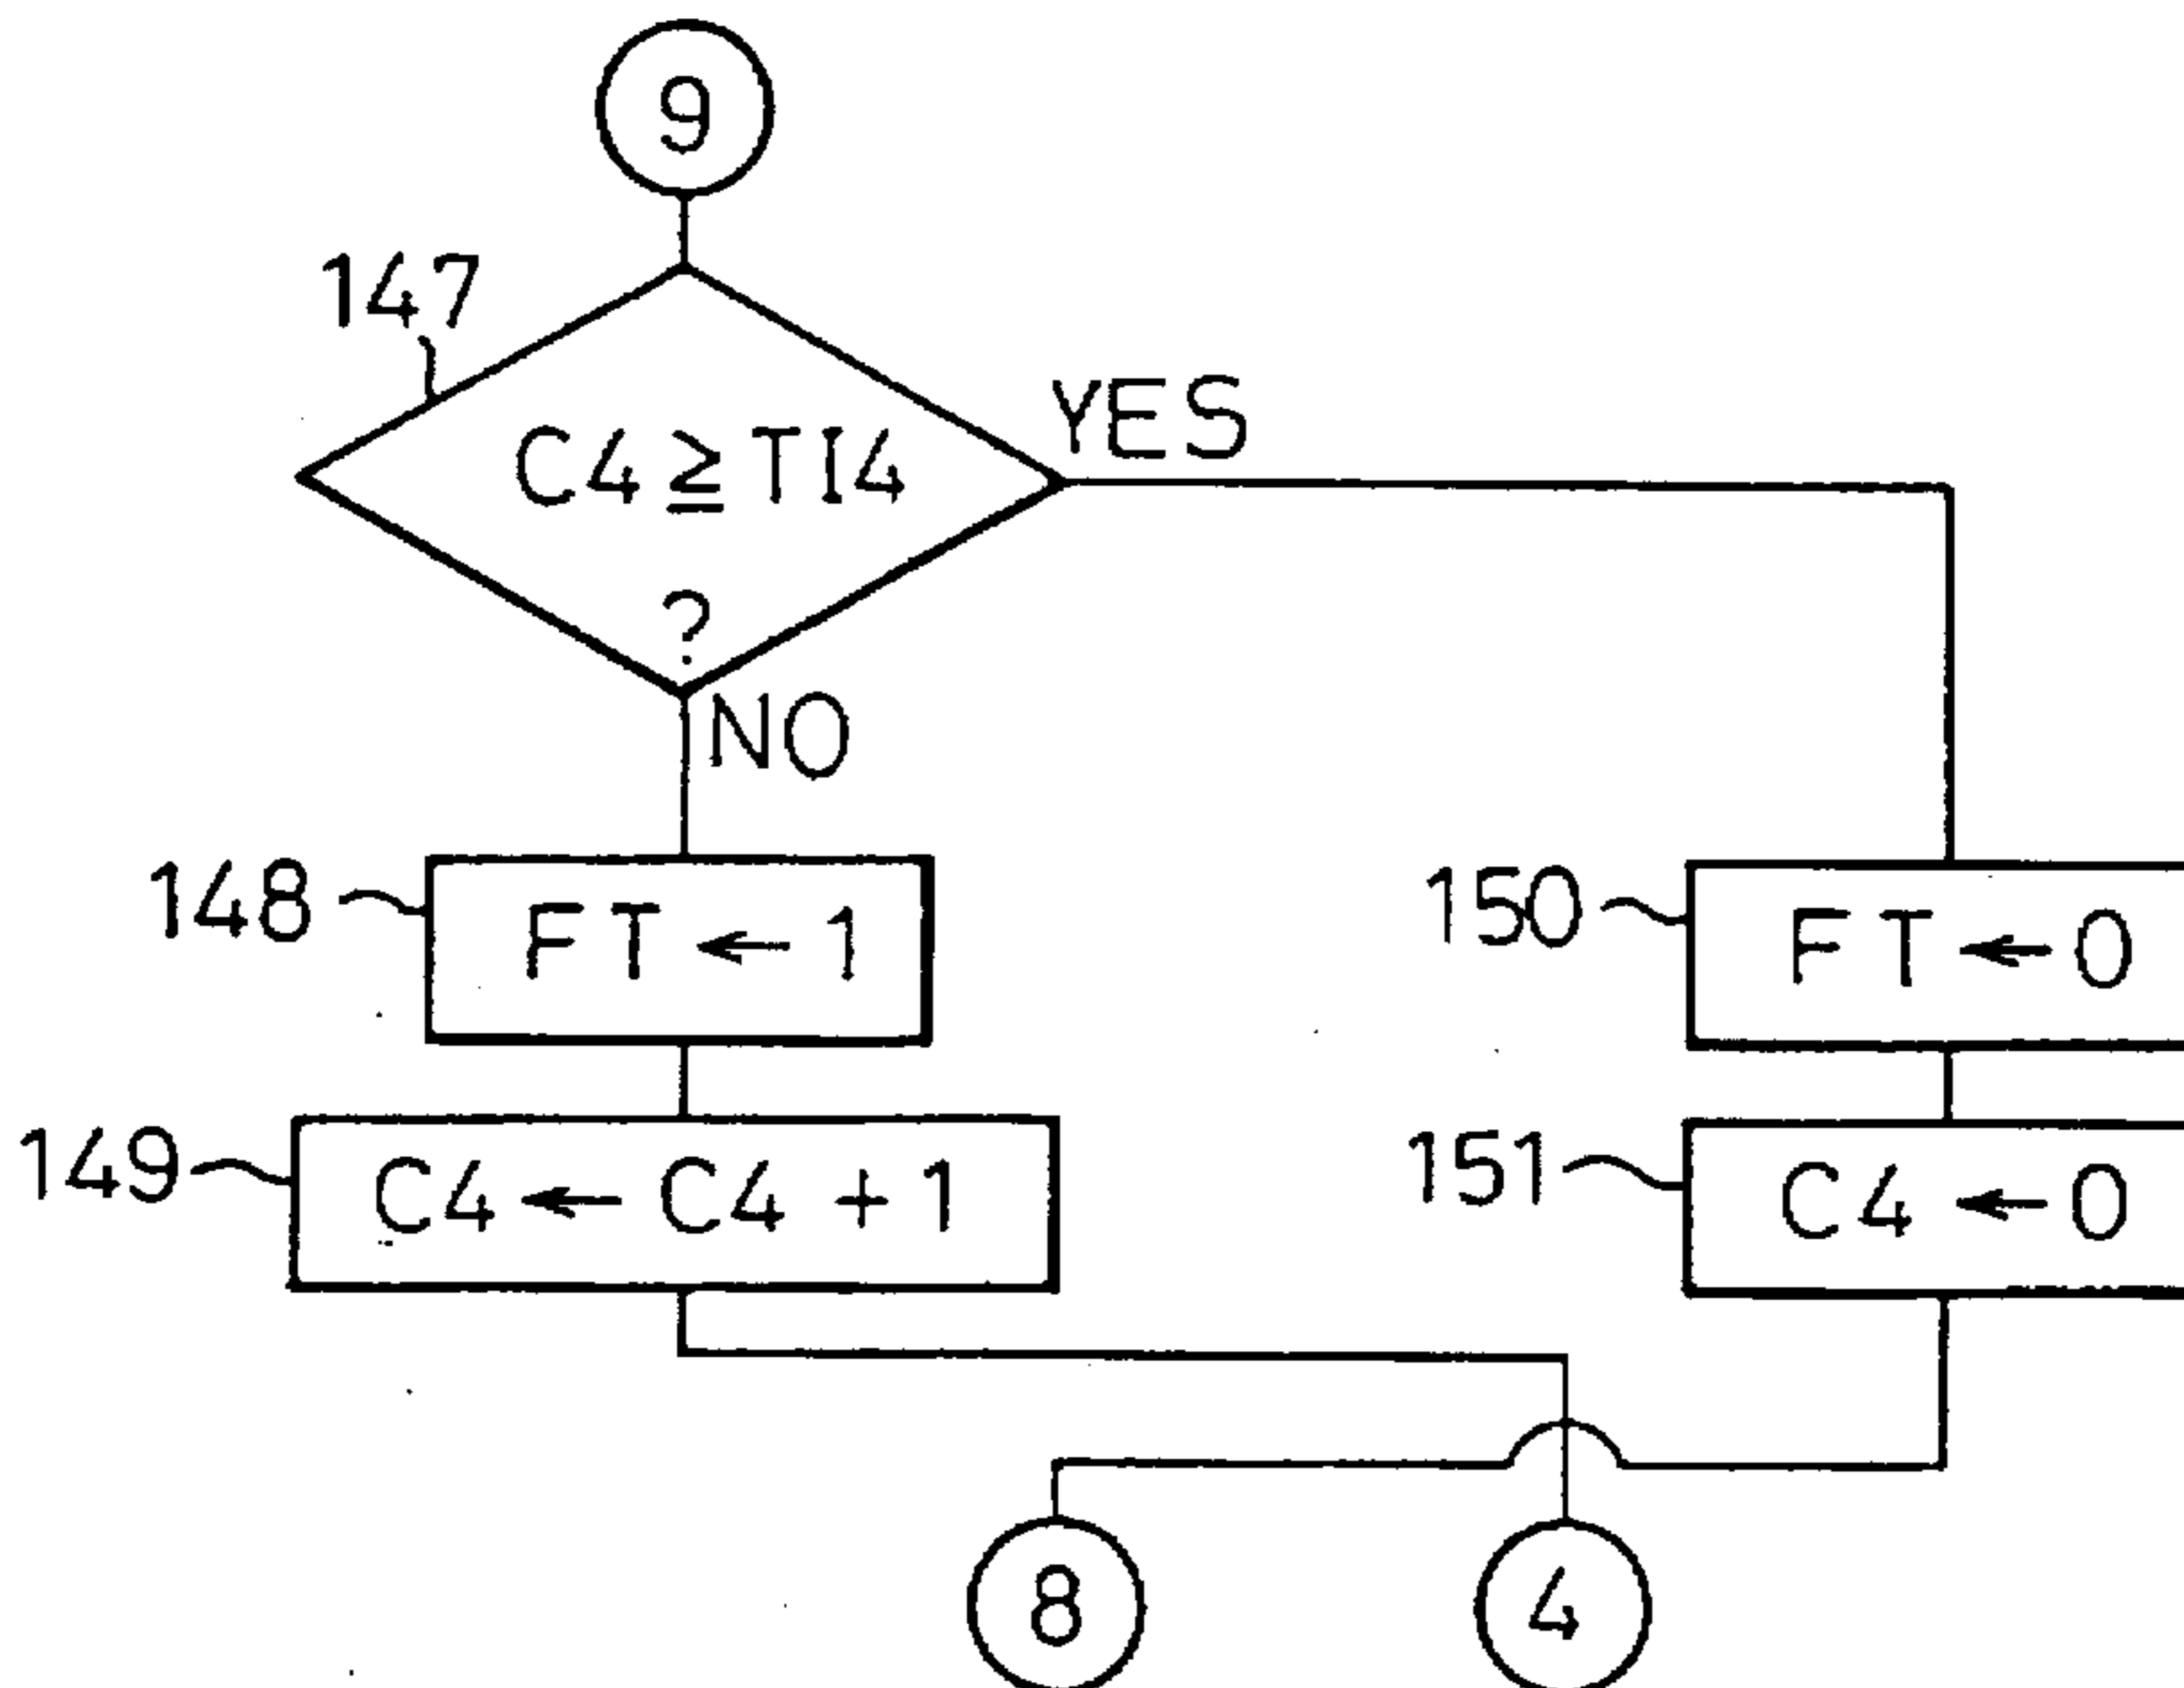 9
147
YES
C4 ≧ TI4
?
NO
148
FT ← 1
150
FT ← 0
149
C4 ← C4 + 1
151
C4 ← 0
8
4